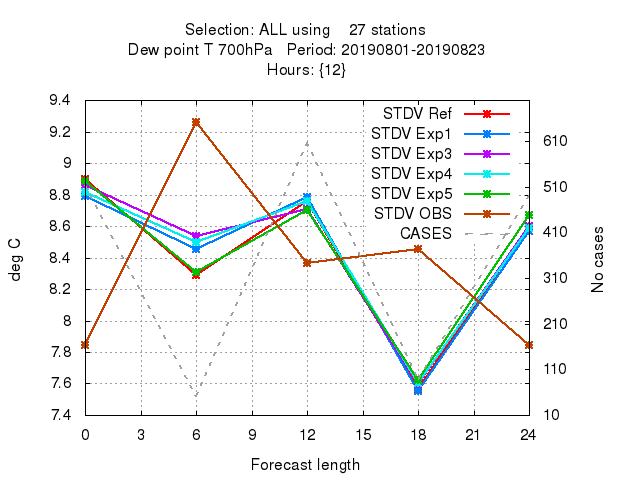 Selection: ALL using    27 stations
Dew point T 700hPa   Period: 20190801-20190823
Hours: {12}
STDV Ref
STDV Exp1
STDV Exp3
STDV Exp4
STDV Exp5
STDV OBS
CASES
deg C
9.4
9.2
9
8.8
8.6
8.4
8.2
8
7.8
7.6
7.4
No cases
610
510
410
310
210
110
10
0 3 6 9 12 15 18 21 24
Forecast length